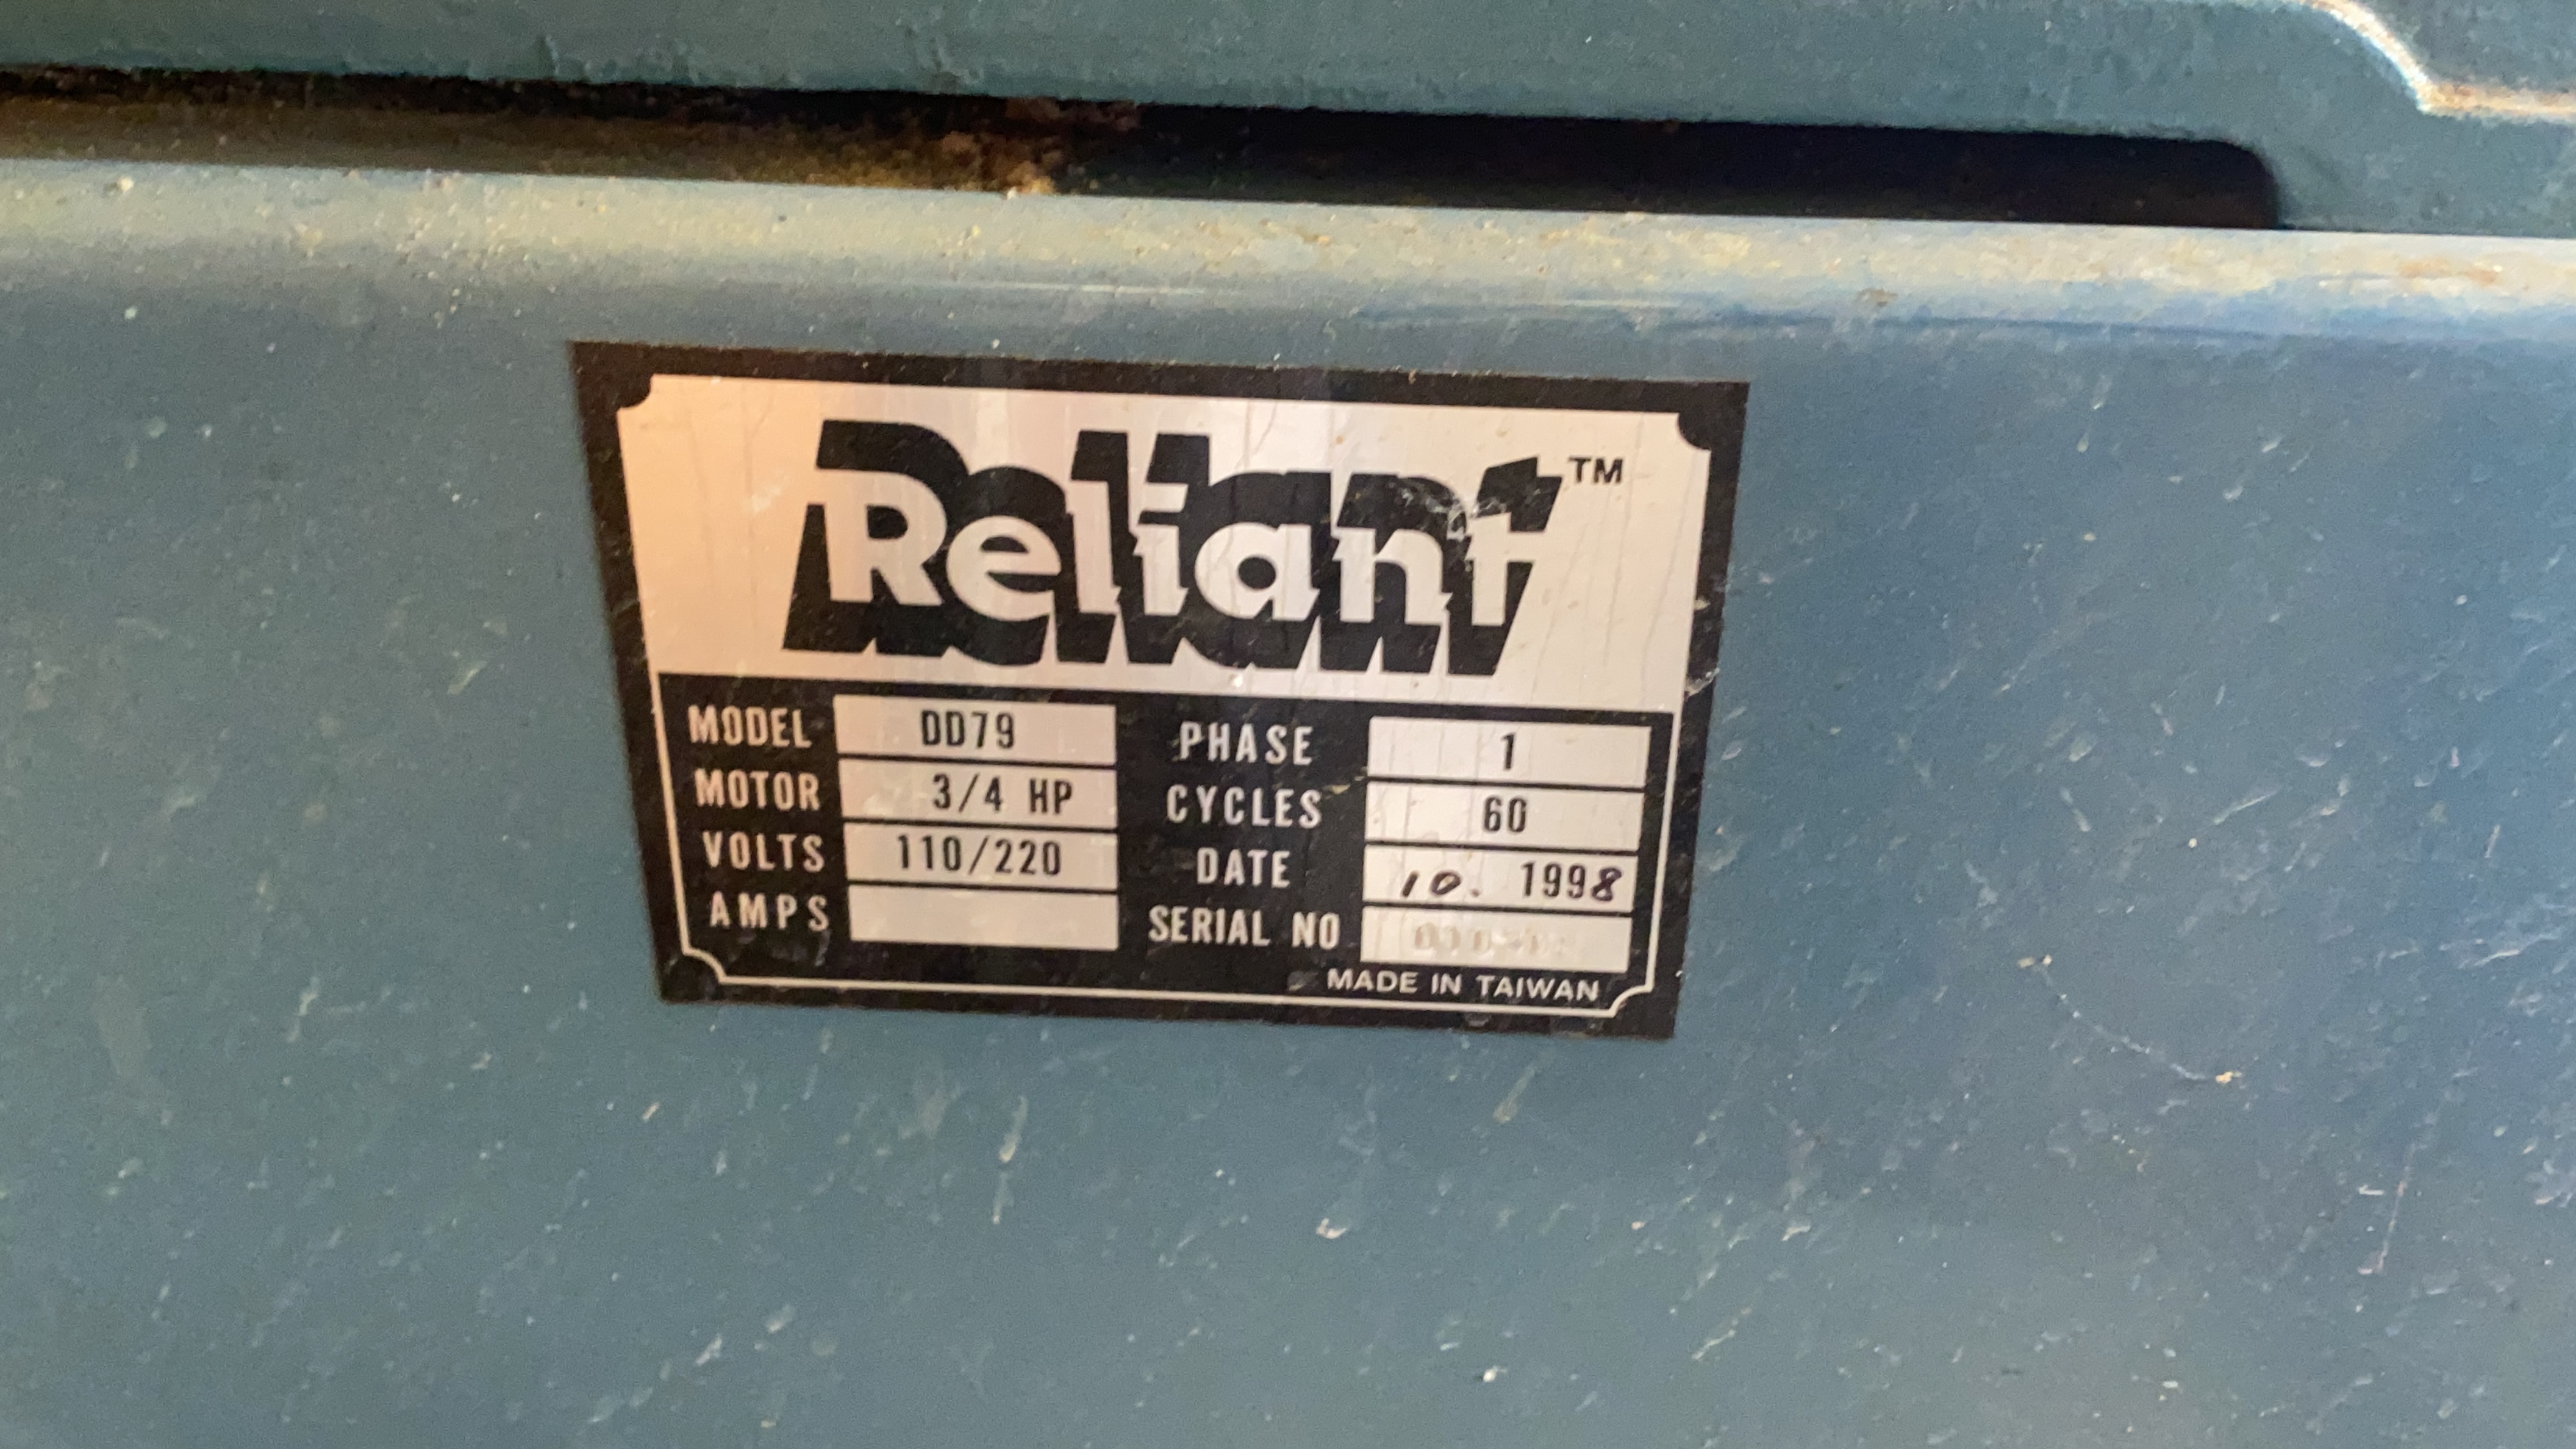 Reliant™
MODEL DD79 PHASE 1
MOTOR 3/4 HP CYCLES 60
VOLTS 110/220 DATE 10. 1998
AMPS SERIAL NO
MADE IN TAIWAN